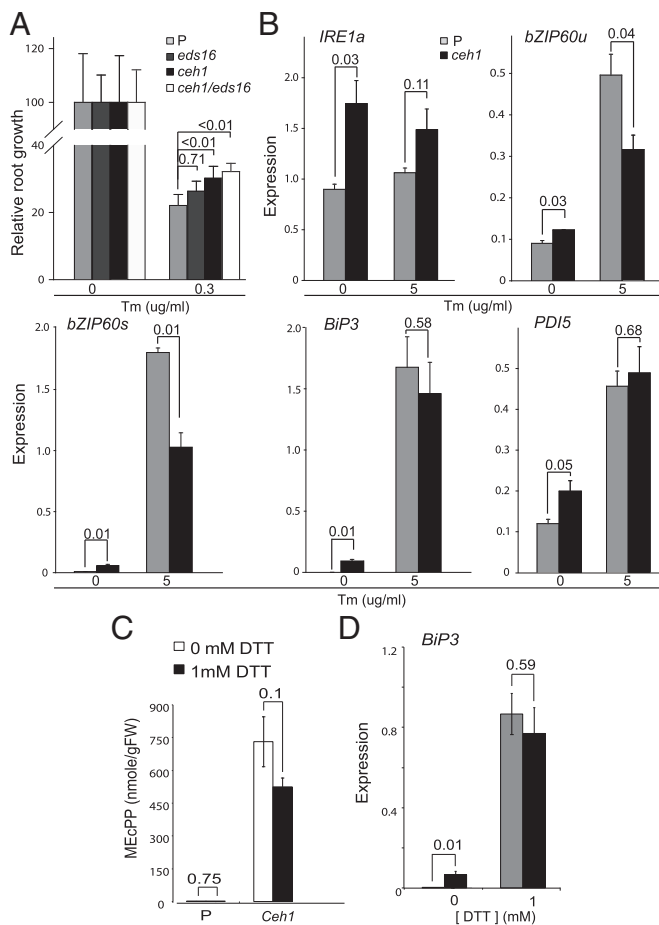 A
P
eds16
ceh1
ceh1/eds16
Relative root growth
120
100
40
20
0
<0.01
<0.01
0.71
0 0.3
Tm (ug/ml)
B
IRE1a
P
ceh1
Expression
2.0
1.5
1.0
0.5
0
0.03
0.11
0 5
bZIP60u
0.5
0.4
0.3
0.2
0.1
0
0.04
0.03
0 5
Tm (ug/ml)
bZIP60s
Expression
2.0
1.5
1.0
0.5
0
0.01
0.01
0 5
BiP3
2.0
1.5
1.0
0.5
0
0.58
0.01
0 5
PDI5
0.5
0.4
0.3
0.2
0.1
0
0.68
0.05
0 5
Tm (ug/ml)
C
0 mM DTT
1mM DTT
MEcPP (nmole/gFW)
900
750
600
450
300
150
0
0.1
0.75
P Ceh1
D
BiP3
Expression
1.2
0.8
0.4
0
0.59
0.01
0 1
[ DTT ] (mM)